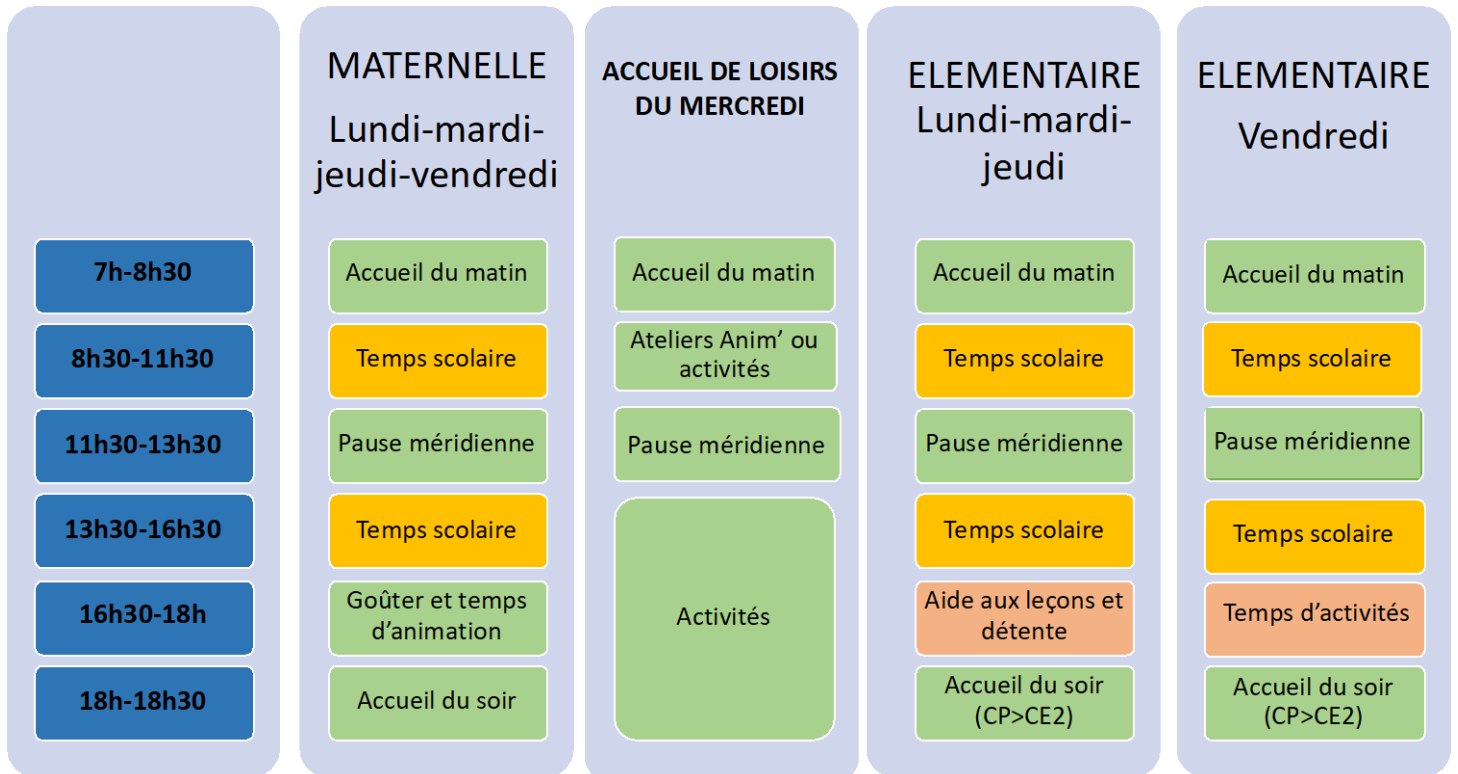 MATERNELLE
Lundi-mardi-
jeudi-vendredi
ACCUEIL DE LOISIRS
DU MERCREDI
ELEMENTAIRE
Lundi-mardi-
jeudi
ELEMENTAIRE
Vendredi
7h-8h30
Accueil du matin
Accueil du matin
Accueil du matin
Accueil du matin
8h30-11h30
Temps scolaire
Ateliers Anim’ ou
activités
Temps scolaire
Temps scolaire
11h30-13h30
Pause méridienne
Pause méridienne
Pause méridienne
Pause méridienne
13h30-16h30
Temps scolaire
Activités
Temps scolaire
Temps scolaire
16h30-18h
Goûter et temps
d’animation
Aide aux leçons et
détente
Temps d’activités
18h-18h30
Accueil du soir
Accueil du soir
(CP>CE2)
Accueil du soir
(CP>CE2)